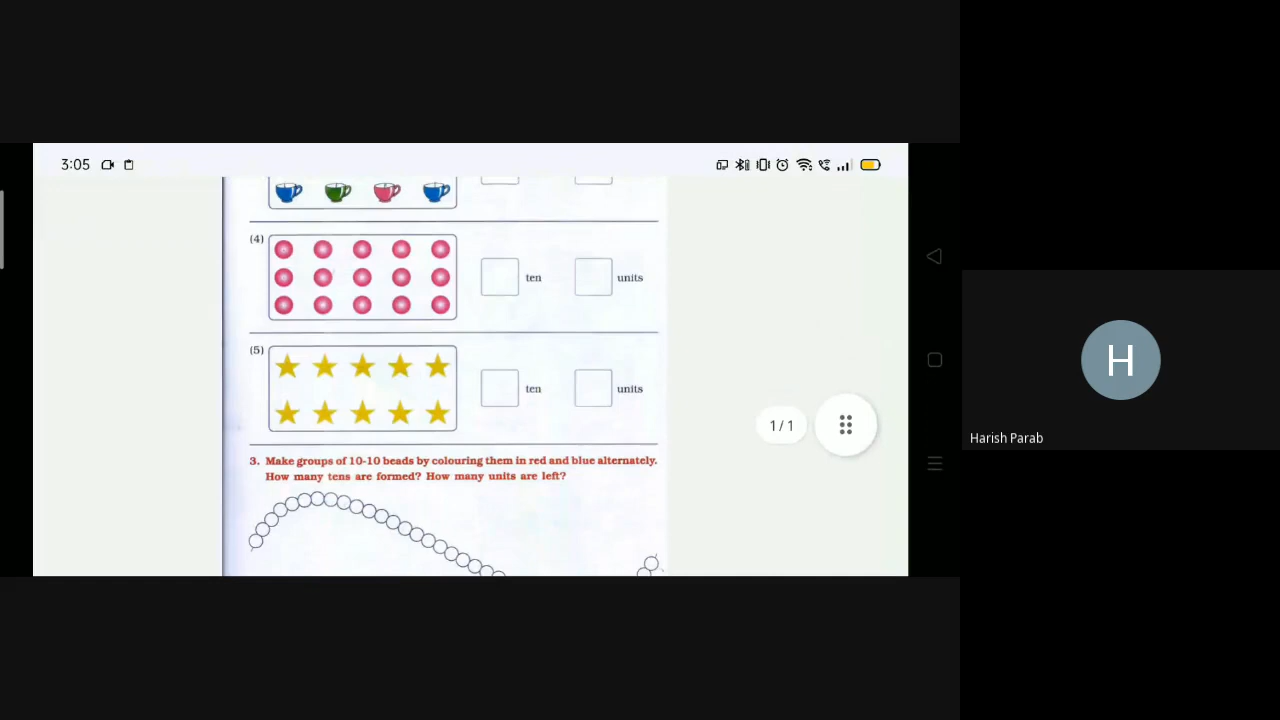 3:05
(4)
ten
units
(5)
ten
units
1/1
3. Make groups of 10-10 beads by colouring them in red and blue alternately.
How many tens are formed? How many units are left?
H
Harish Parab